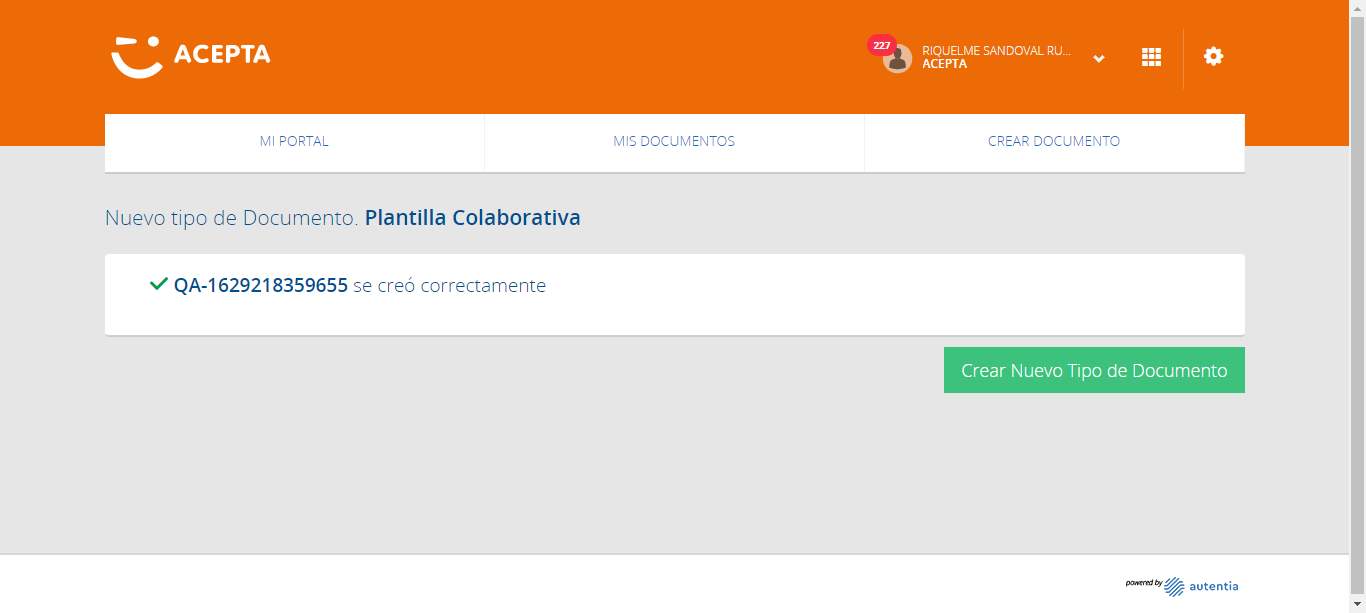 ACEPTA
227
RIQUELME SANDOVAL RU...
ACEPTA
MI PORTAL
MIS DOCUMENTOS
CREAR DOCUMENTO
Nuevo tipo de Documento. Plantilla Colaborativa
QA-1629218359655 se creó correctamente
Crear Nuevo Tipo de Documento
powered by autentia